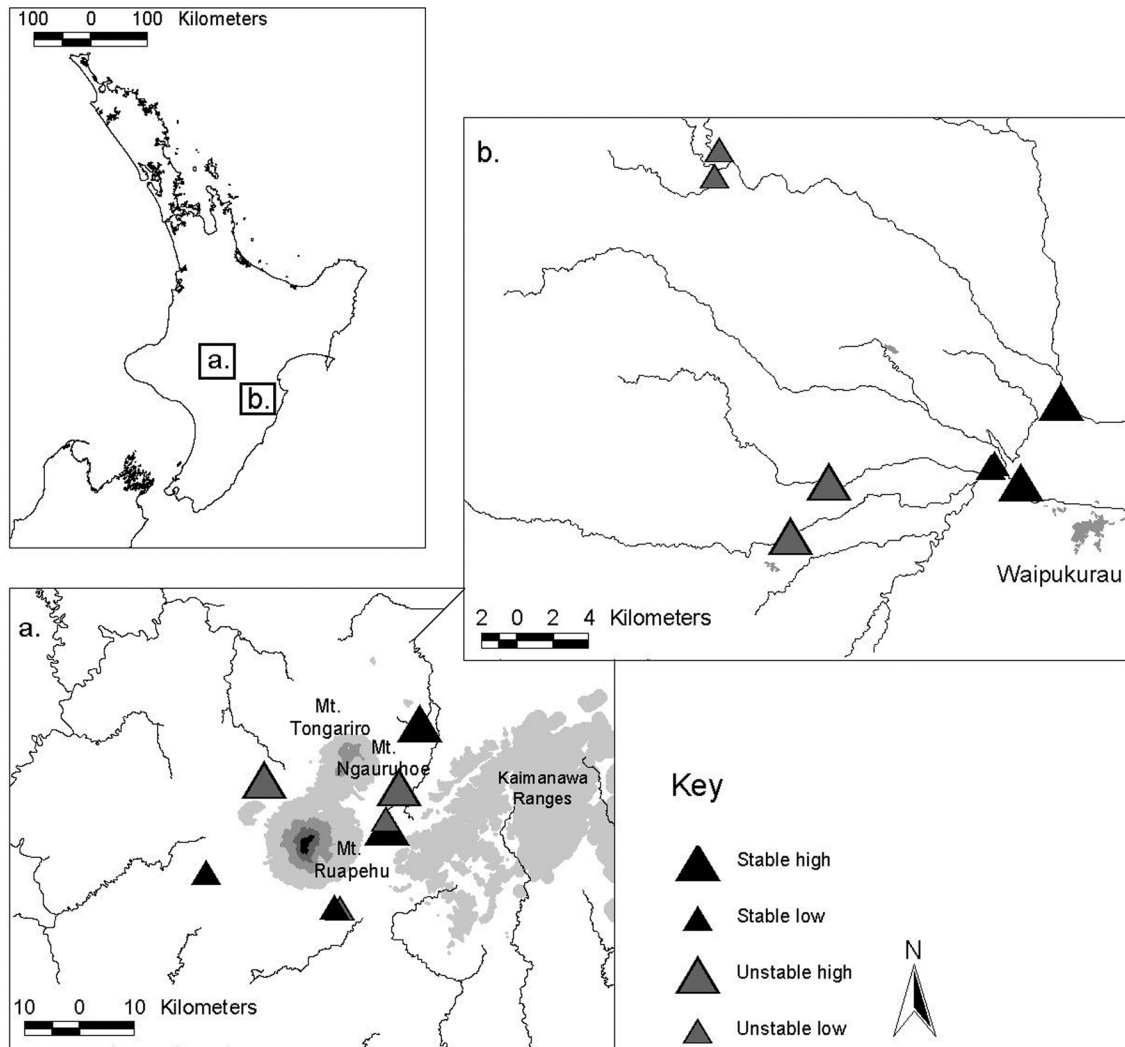 100 0 100 Kilometers
a.
b.
b.
Waipukurau
2 0 2 4 Kilometers
a.
Mt.
Tongariro
Mt.
Ngauruhoe
Kaimanawa
Ranges
Mt.
Ruapehu
10 0 10 Kilometers
Key
Stable high
Stable low
Unstable high
Unstable low
N